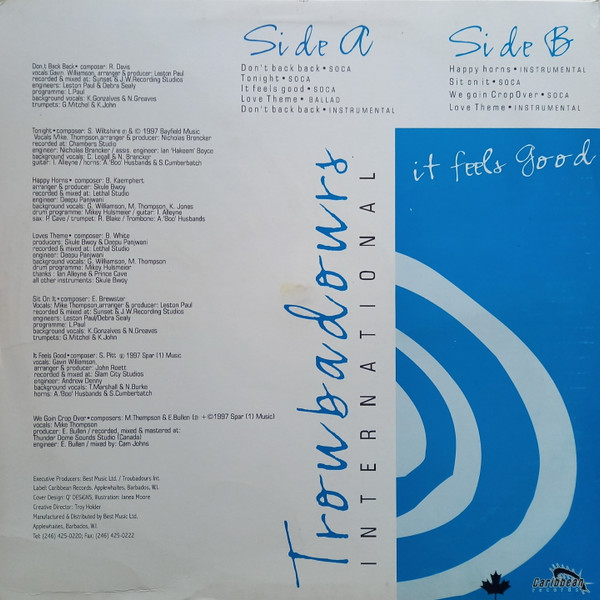 Side A
Don't back back • SOCA
Tonight • SOCA
It feels good • SOCA
Love Theme • BALLAD
Don't back back • INSTRUMENTAL
Side B
Happy horns • INSTRUMENTAL
Sit on it • SOCA
We goin CropOver • SOCA
Love Theme • INSTRUMENTAL
it feels good
Troubadours
INTERNATIONAL
Don,t Back Back • composer: R. Davis
vocals: Gavin, Williamson, arranger & producer: Leston Paul
recorded & mixed at: Sunset & J.W.Recording Studios
engineers: Leston Paul & Debra Sealy
programme: L.Paul
background vocals: K.Gonzalves & N.Greaves
trumpets: G.Mitchel & K.John
Tonight • composer: S. Wiltshire ℗ & © 1997 Bayfield Music
Vocals Mike, Thompson,arranger & producer: Nicholas Brancker
recorded at: Chambers Studio
engineer: Nicholas Brancker / assis. engineer: Ian 'Hakeem' Boyce
background vocals: C. Legall & N. Brancker
guitar: I. Alleyne / horns: A.'Boo' Husbands & S.Cumberbatch
Happy Horns • composer: B. Kaemphert
arranger & producer: Skule Bwoy
recorded & mixed at: Lethal Studio
engineer: Deepu Panjwani
background vocals: G. Williamson, M. Thompson, K. Jones
drum programme: Mikey Hulsmeier / guitar: I. Alleyne
sax: P. Cave / trumpet: R. Blake / Trombone: A.'Boo' Husbands
Loves Theme • composer: B. White
producers: Skule Bwoy & Deepu Panjwani
recorded & mixed at: Lethal Studio
engineer: Deepu Panjwani
background vocals: G. Williamson, M. Thompson
drum programme: Mikey Hulsmeier
thanks : Ian Alleyne & Prince Cave
all other instruments: Skule Bwoy
Sit On It • composer: E. Brewster
Vocals: Mike Thompson,arranger & producer: Leston Paul
recorded & mixed at: Sunset & J.W.Recording Studios
engineers: Leston Paul/Debra Sealy
programme: L.Paul
background vocals: K.Gonzalves & N.Greaves
trumpets: G.Mitchel & K.John
It Feels Good • composer: S. Pitt ℗ 1997 Spar (1) Music
vocals: Gavin Williamson,
arranger & producer: John Roett
recorded & mixed at: Slam City Studios
engineer: Andrew Denny
background vocals: T.Marshall & N.Burke
horns: A.'Boo' Husbands & S.Cumberbatch
We Goin Crop Over • composers: M.Thompson & E.Bullen (℗ + ©1997 Spar (1) Music)
vocals: Mike Thompson
producer: E. Bullen / recorded, mixed & mastered at:
Thunder Dome Sounds Studio (Canada)
engineer: E. Bullen / mixed by: Cam Johns
Executive Producers: Best Music Ltd. / Troubadours Int.
Label: Caribbean Records, Applewhaites, Barbados, W.I.
Cover Design: Q' DESIGNS. Illustration: Janea Moore
Creative Director: Troy Holder
Manufactured & Distributed by Best Music Ltd.
Applewhaites, Barbados, W.I.
Tel: (246) 425-0220; Fax: (246) 425-0222
Caribbean
records